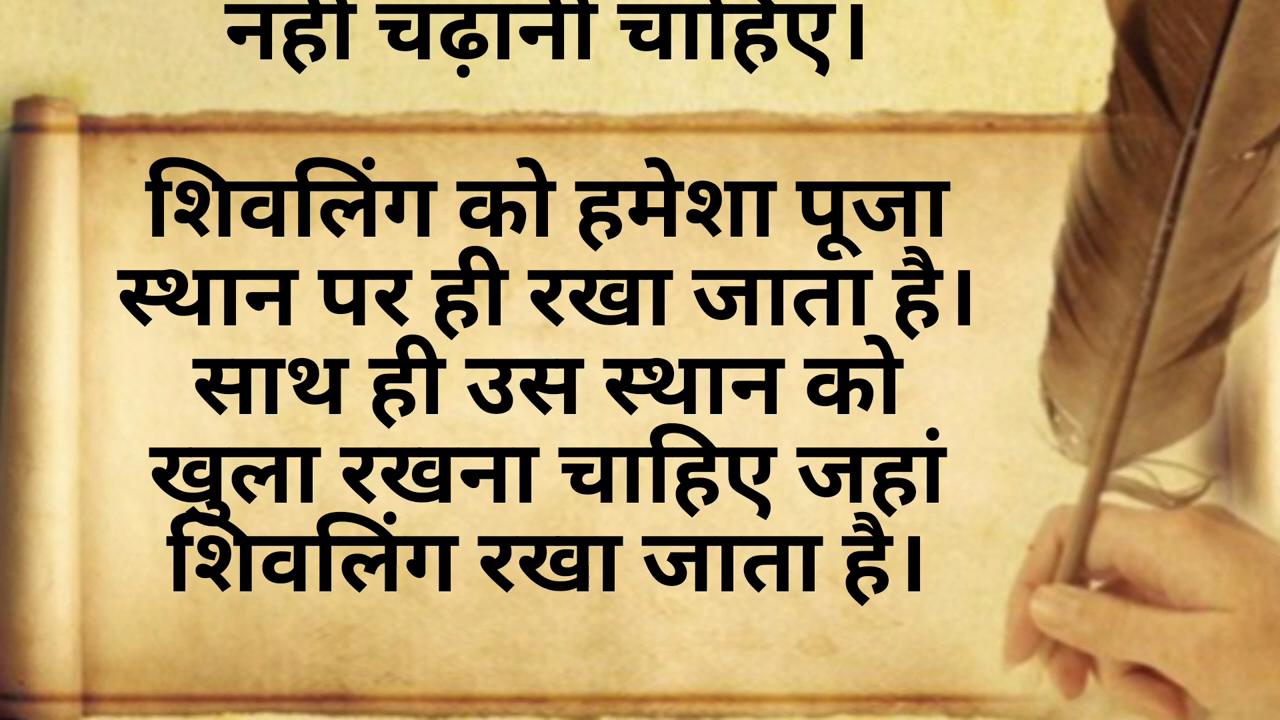 नहीं चढ़ानी चाहिए।
शिवलिंग को हमेशा पूजा
स्थान पर ही रखा जाता है।
साथ ही उस स्थान को
खुला रखना चाहिए जहां
शिवलिंग रखा जाता है।